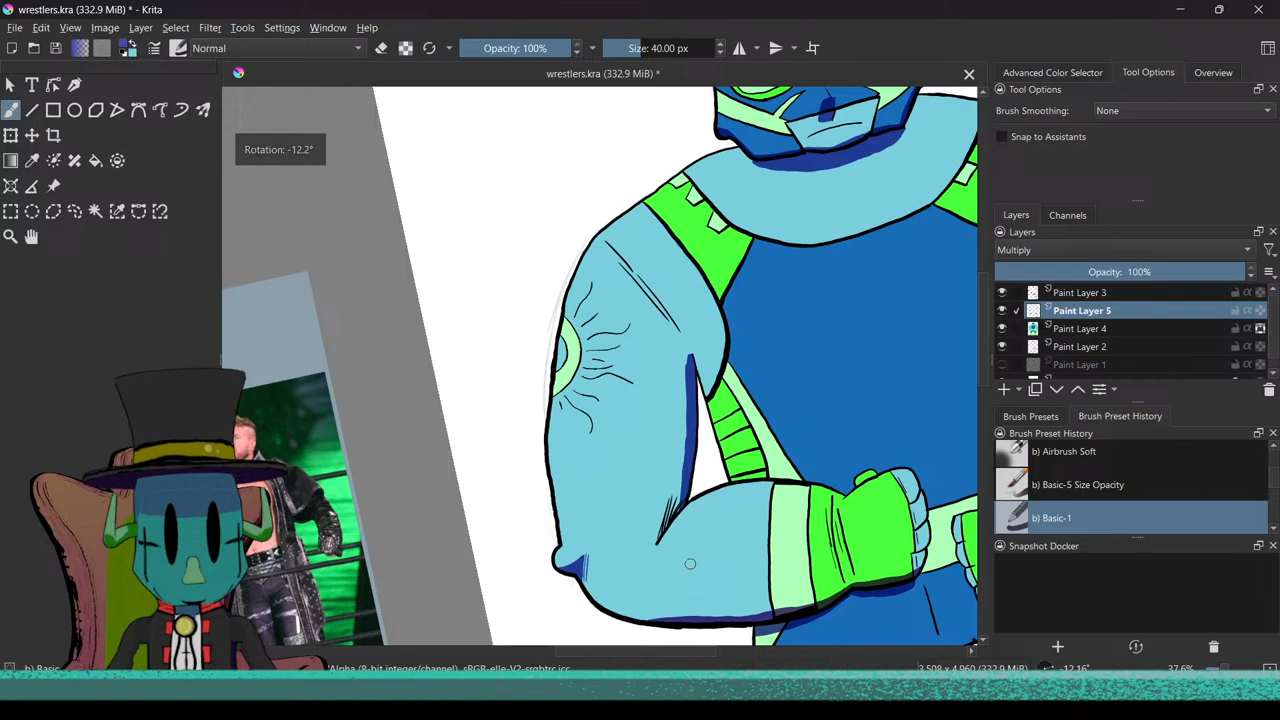 wrestlers.kra (332.9 MiB) * - Krita
File Edit View Image Layer Select Filter Tools Settings Window Help
Normal Opacity: 100% Size: 40.00 px
wrestlers.kra (332.9 MiB) *
Advanced Color Selector Tool Options Overview
Tool Options
Brush Smoothing: None
Snap to Assistants
Rotation: -12.2°
Layers Channels
Layers
Multiply
Opacity: 100%
Paint Layer 3
Paint Layer 5
Paint Layer 4
Paint Layer 2
Paint Layer 1
Brush Presets Brush Preset History
Brush Preset History
b) Airbrush Soft
b) Basic-5 Size Opacity
b) Basic-1
Snapshot Docker
37.6%